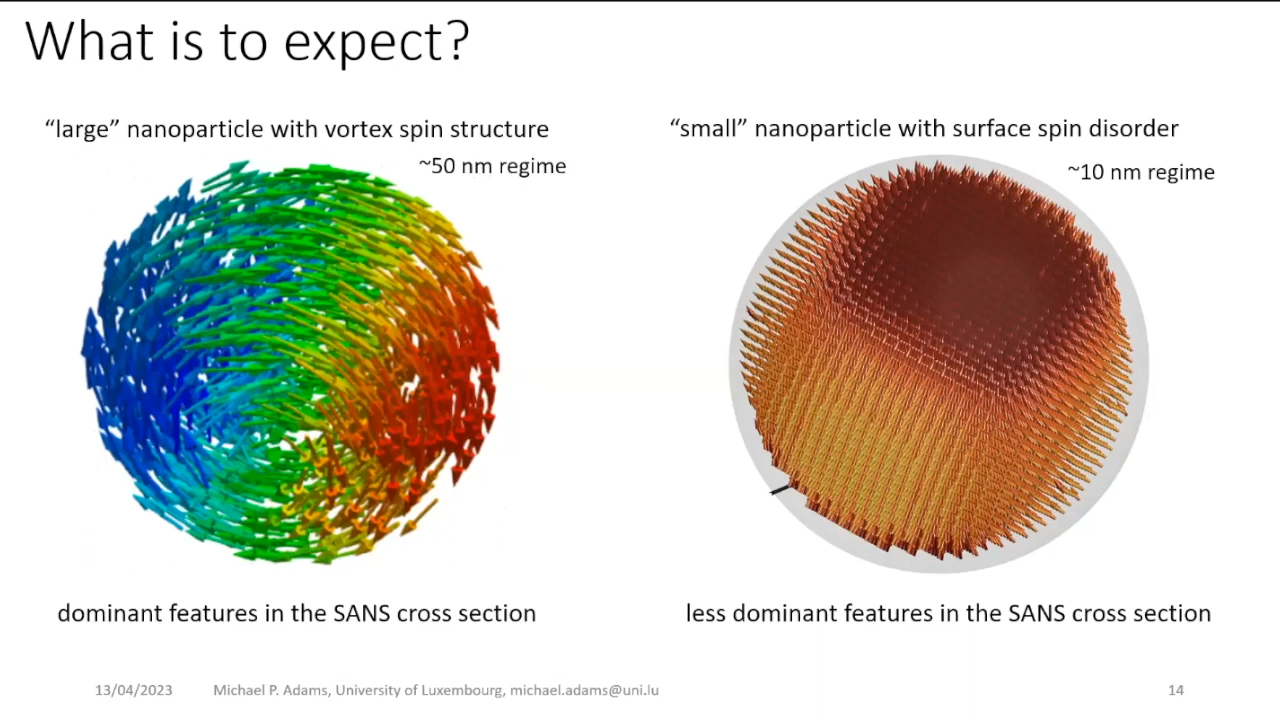 What is to expect?
“large” nanoparticle with vortex spin structure
~50 nm regime
“small” nanoparticle with surface spin disorder
~10 nm regime
dominant features in the SANS cross section
less dominant features in the SANS cross section
13/04/2023
Michael P. Adams, University of Luxembourg, michael.adams@uni.lu
14